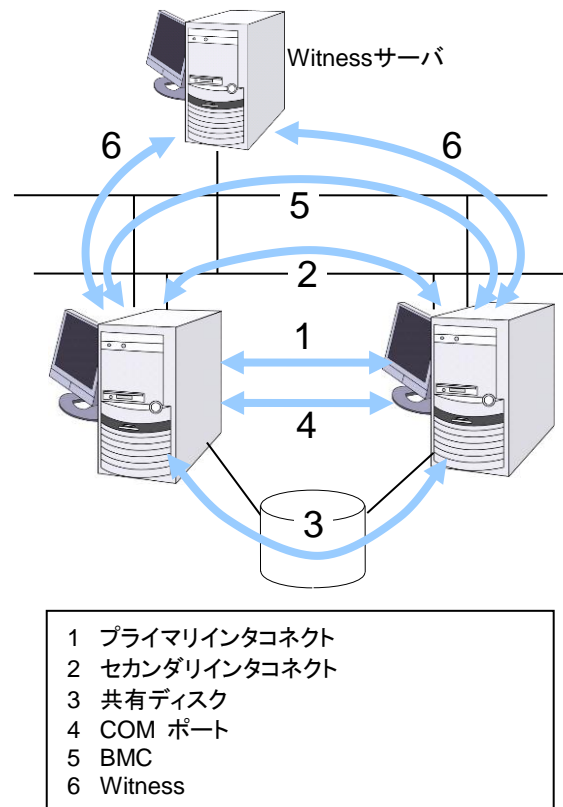 Witnessサーバ
6
6
5
2
1
4
3
1 プライマリインタコネクト
2 セカンダリインタコネクト
3 共有ディスク
4 COM ポート
5 BMC
6 Witness